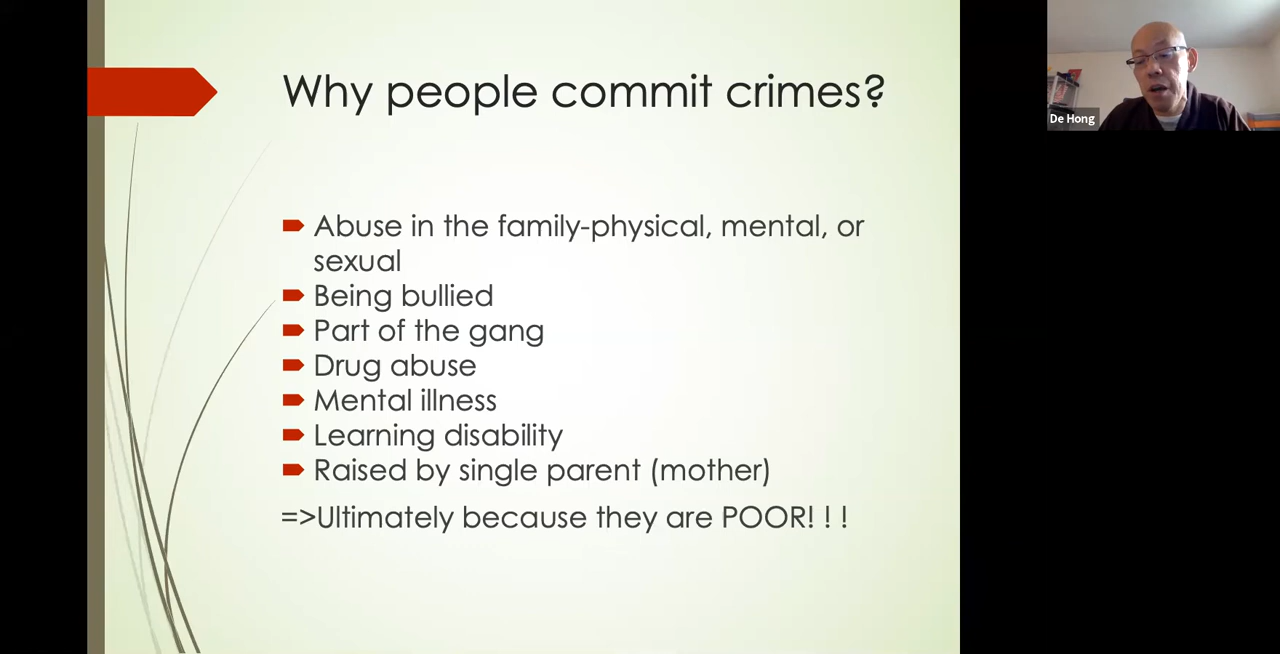 Why people commit crimes?
Abuse in the family-physical, mental, or
sexual
Being bullied
Part of the gang
Drug abuse
Mental illness
Learning disability
Raised by single parent (mother)
=>Ultimately because they are POOR! ! !
De Hong